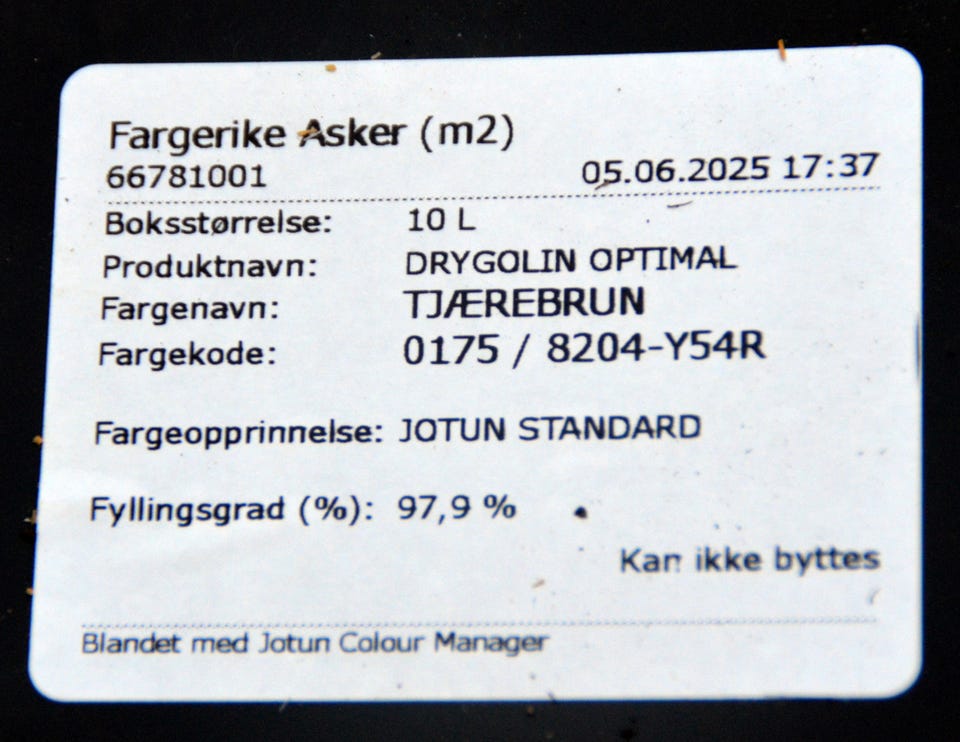 Fargerike Asker (m2)
66781001 05.06.2025 17:37
Boksstørrelse: 10 L
Produktnavn: DRYGOLIN OPTIMAL
Fargenavn: TJÆREBRUN
Fargekode: 0175 / 8204-Y54R
Fargeopprinnelse: JOTUN STANDARD
Fyllingsgrad (%): 97,9 %
Kan ikke byttes
Blandet med Jotun Colour Manager